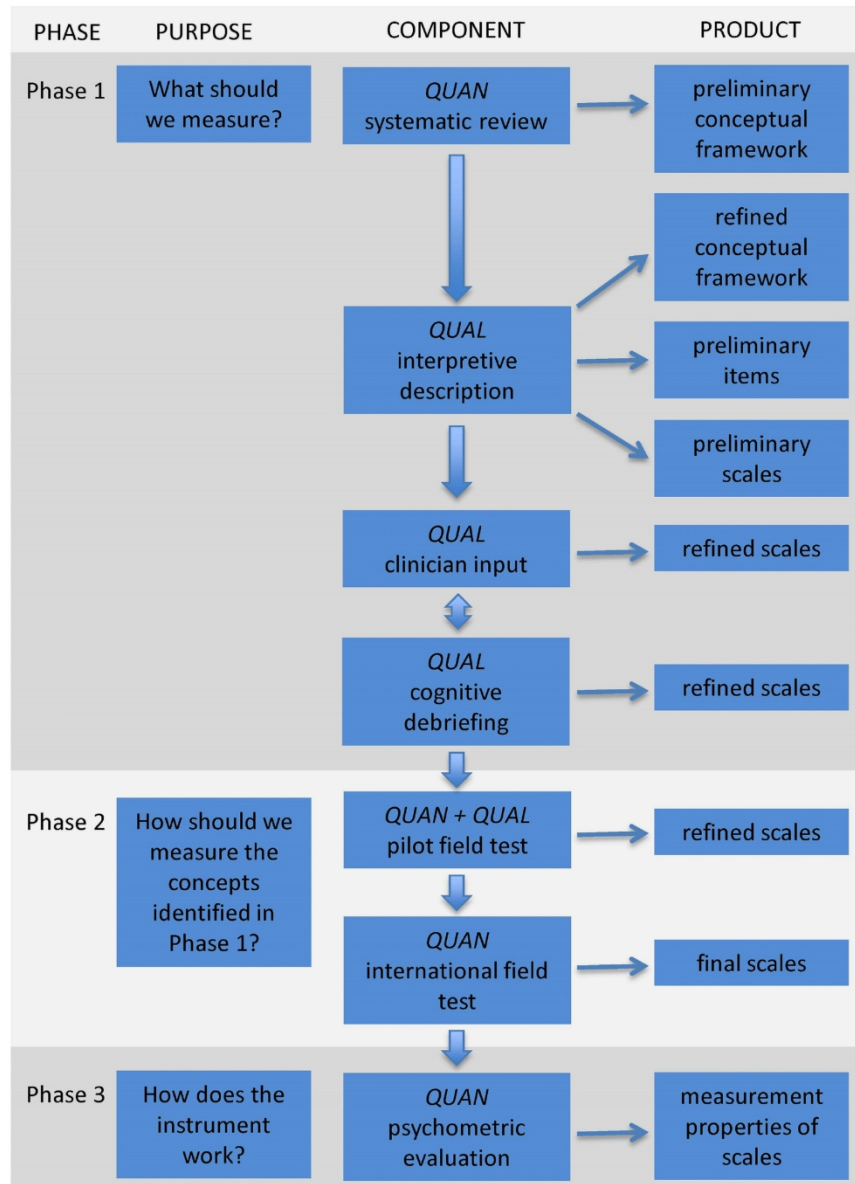 PHASE PURPOSE COMPONENT PRODUCT
Phase 1
What should
we measure?
QUAN
systematic review
preliminary
conceptual
framework
refined
conceptual
framework
QUAL
interpretive
description
preliminary
items
preliminary
scales
QUAL
clinician input
refined scales
QUAL
cognitive
debriefing
refined scales
Phase 2
How should we
measure the
concepts
identified in
Phase 1?
QUAN + QUAL
pilot field test
refined scales
QUAN
international field
test
final scales
Phase 3
How does the
instrument
work?
QUAN
psychometric
evaluation
measurement
properties of
scales